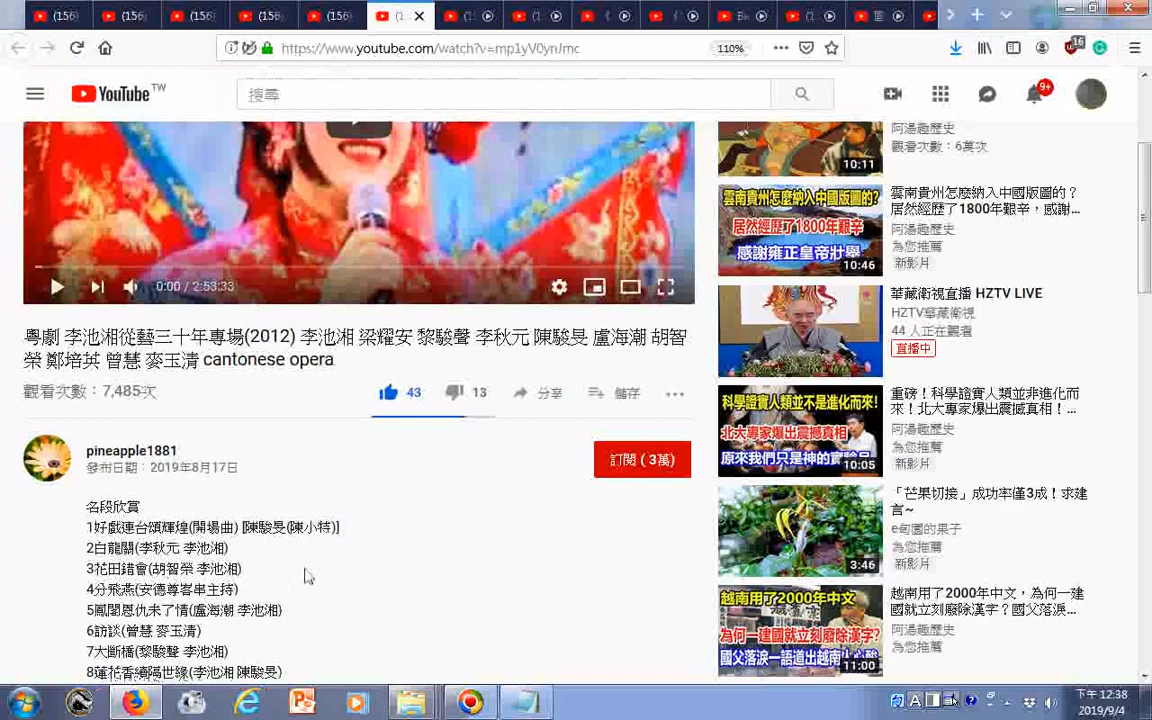 (156
(156
(156
(156
(156
(1
(1
(1
(
(
(1
https://www.youtube.com/watch?v=mp1yV0ynJmc
110%
16
YouTube TW
搜尋
9+
0:00 / 2:53:33
粵劇 李池湘從藝三十年專場(2012) 李池湘 梁耀安 黎駿聲 李秋元 陳駿旻 盧海潮 胡智
榮 鄭培英 曾慧 麥玉清 cantonese opera
觀看次數：7,485次
43
13
分享
儲存
pineapple1881
發布日期：2019年8月17日
訂閱 (3萬)
名段欣賞
1好戲連台頌輝煌(開場曲) [陳駿旻(陳小特)]
2白龍關(李秋元 李池湘)
3花田錯會(胡智榮 李池湘)
4分飛燕(安德尊客串主持)
5鳳閣恩仇未了情(盧海潮 李池湘)
6訪談(曾慧 麥玉清)
7大斷橋(黎駿聲 李池湘)
8蓮花香續隔世緣(李池湘 陳駿旻)
阿湯趣歷史
觀看次數：6萬次
10:11
雲南貴州怎麼納入中國版圖的？
居然經歷了1800年艱辛
感謝雍正皇帝壯舉
10:46
雲南貴州怎麼納入中國版圖的？
居然經歷了1800年艱辛，感謝...
阿湯趣歷史
為您推薦
新影片
華藏衛視直播 HZTV LIVE
HZTV華藏衛視
44 人正在觀看
直播中
科學證實人類並不是進化而來!
北大專家爆出震撼真相!
原來我們只是神的實驗品
10:05
重磅！科學證實人類並非進化而
來！北大專家爆出震撼真相！...
阿湯趣歷史
為您推薦
新影片
3:46
「芒果切接」成功率僅3成！求建
言~
e甸園的果子
為您推薦
新影片
越南用了2000年中文
為何一建國就立刻廢除漢字?
國父落淚一語道出越南人心酸
11:00
越南用了2000年中文，為何一建
國就立刻廢除漢字？國父落淚...
阿湯趣歷史
為您推薦
下午 12:38
2019/9/4